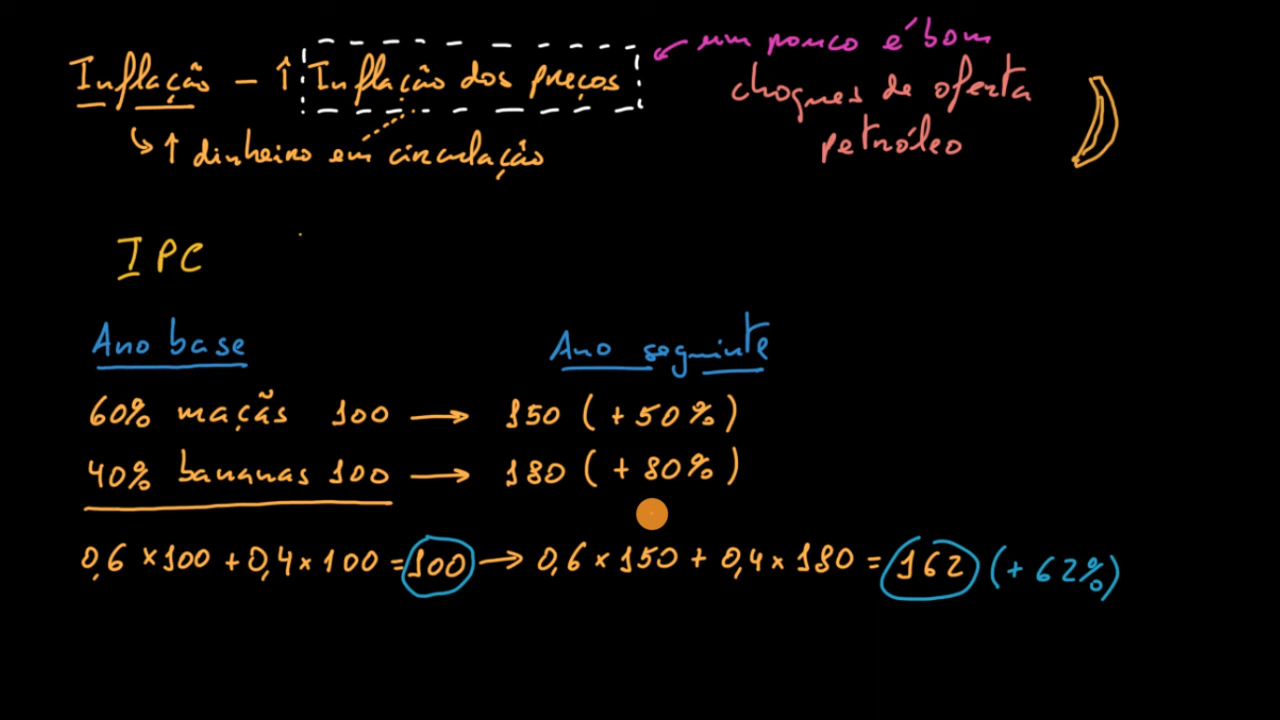 Inflação - ↑ Inflação dos preços
um pouco é bom
choques de oferta
petróleo
↳ ↑ dinheiro em circulação
IPC
Ano base
Ano seguinte
60% maçãs 100 → 150 (+50%)
40% bananas 100 → 180 (+80%)
0,6 × 100 + 0,4 × 100 = 100 → 0,6 × 150 + 0,4 × 180 = 162 (+62%)